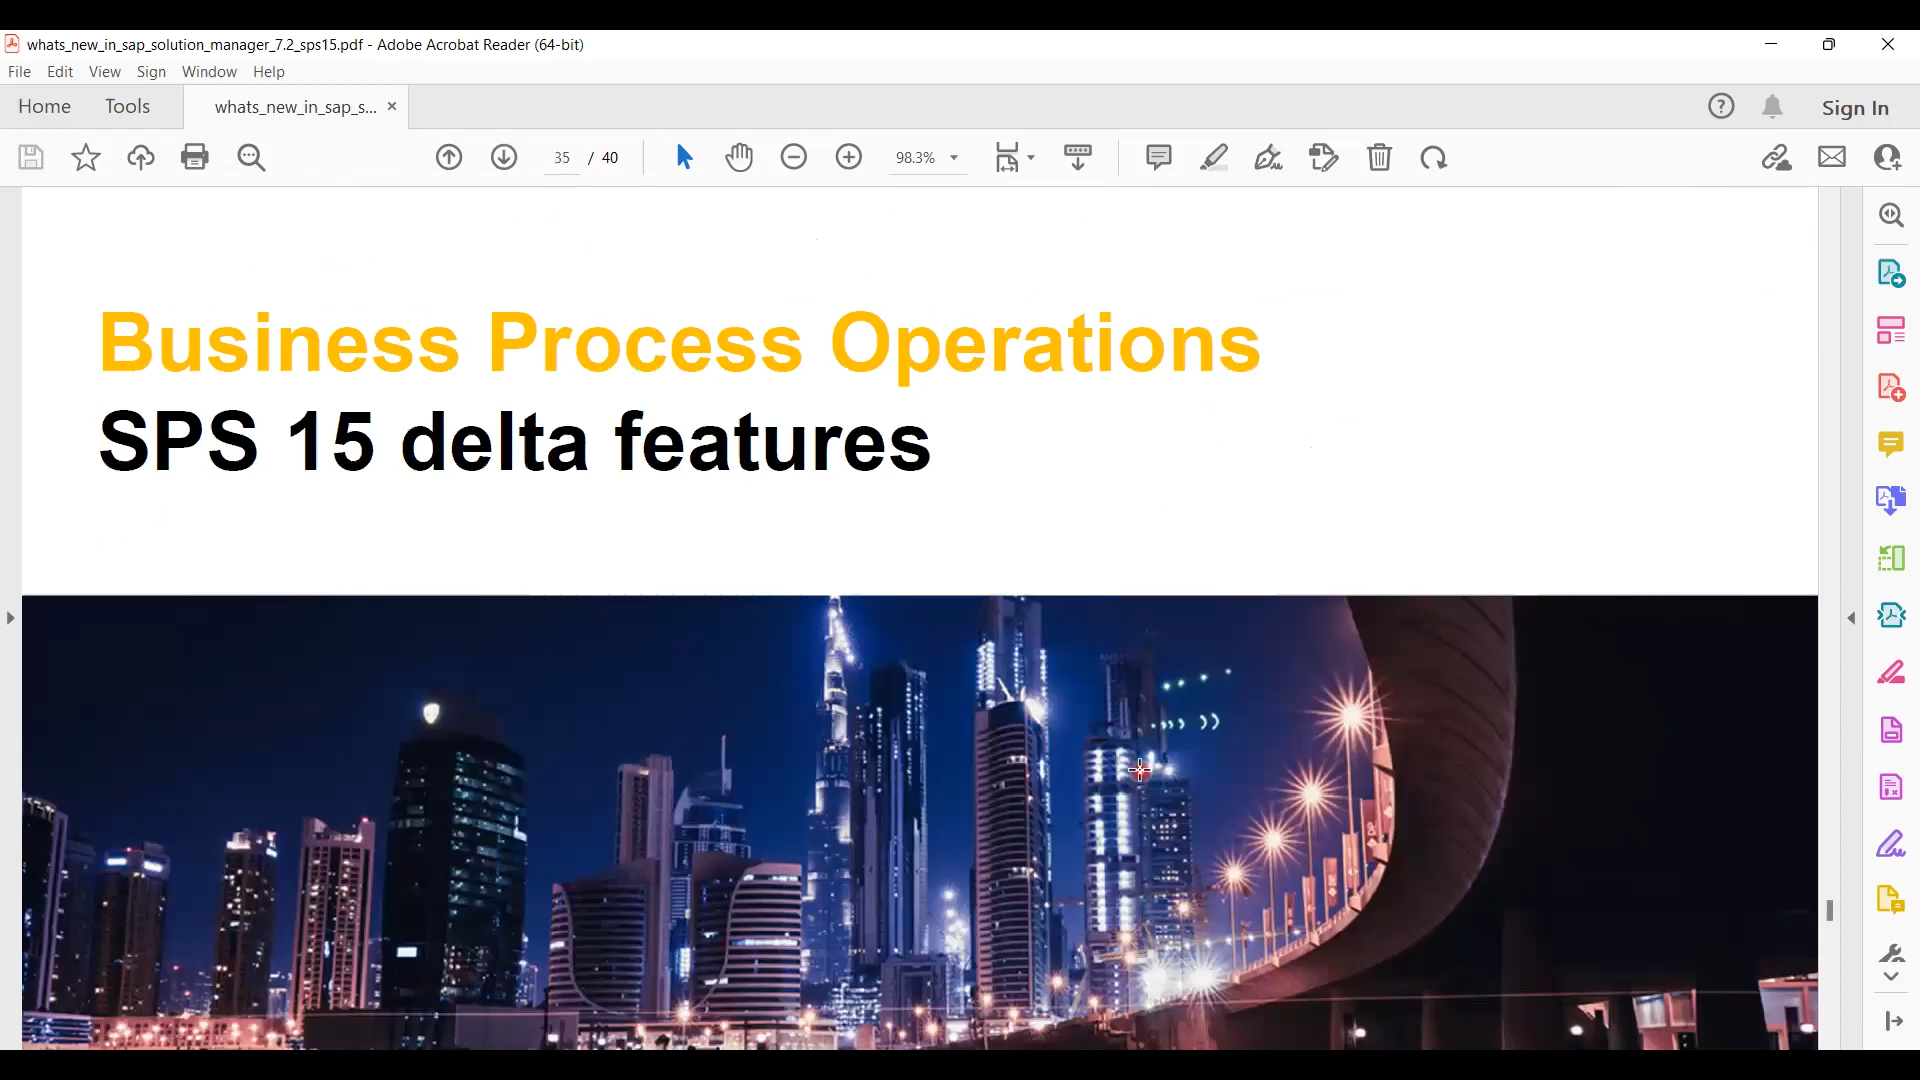 whats_new_in_sap_solution_manager_7.2_sps15.pdf - Adobe Acrobat Reader (64-bit)
File Edit View Sign Window Help
Home Tools whats_new_in_sap_s... Sign In
35 / 40 98.3%
Business Process Operations
SPS 15 delta features